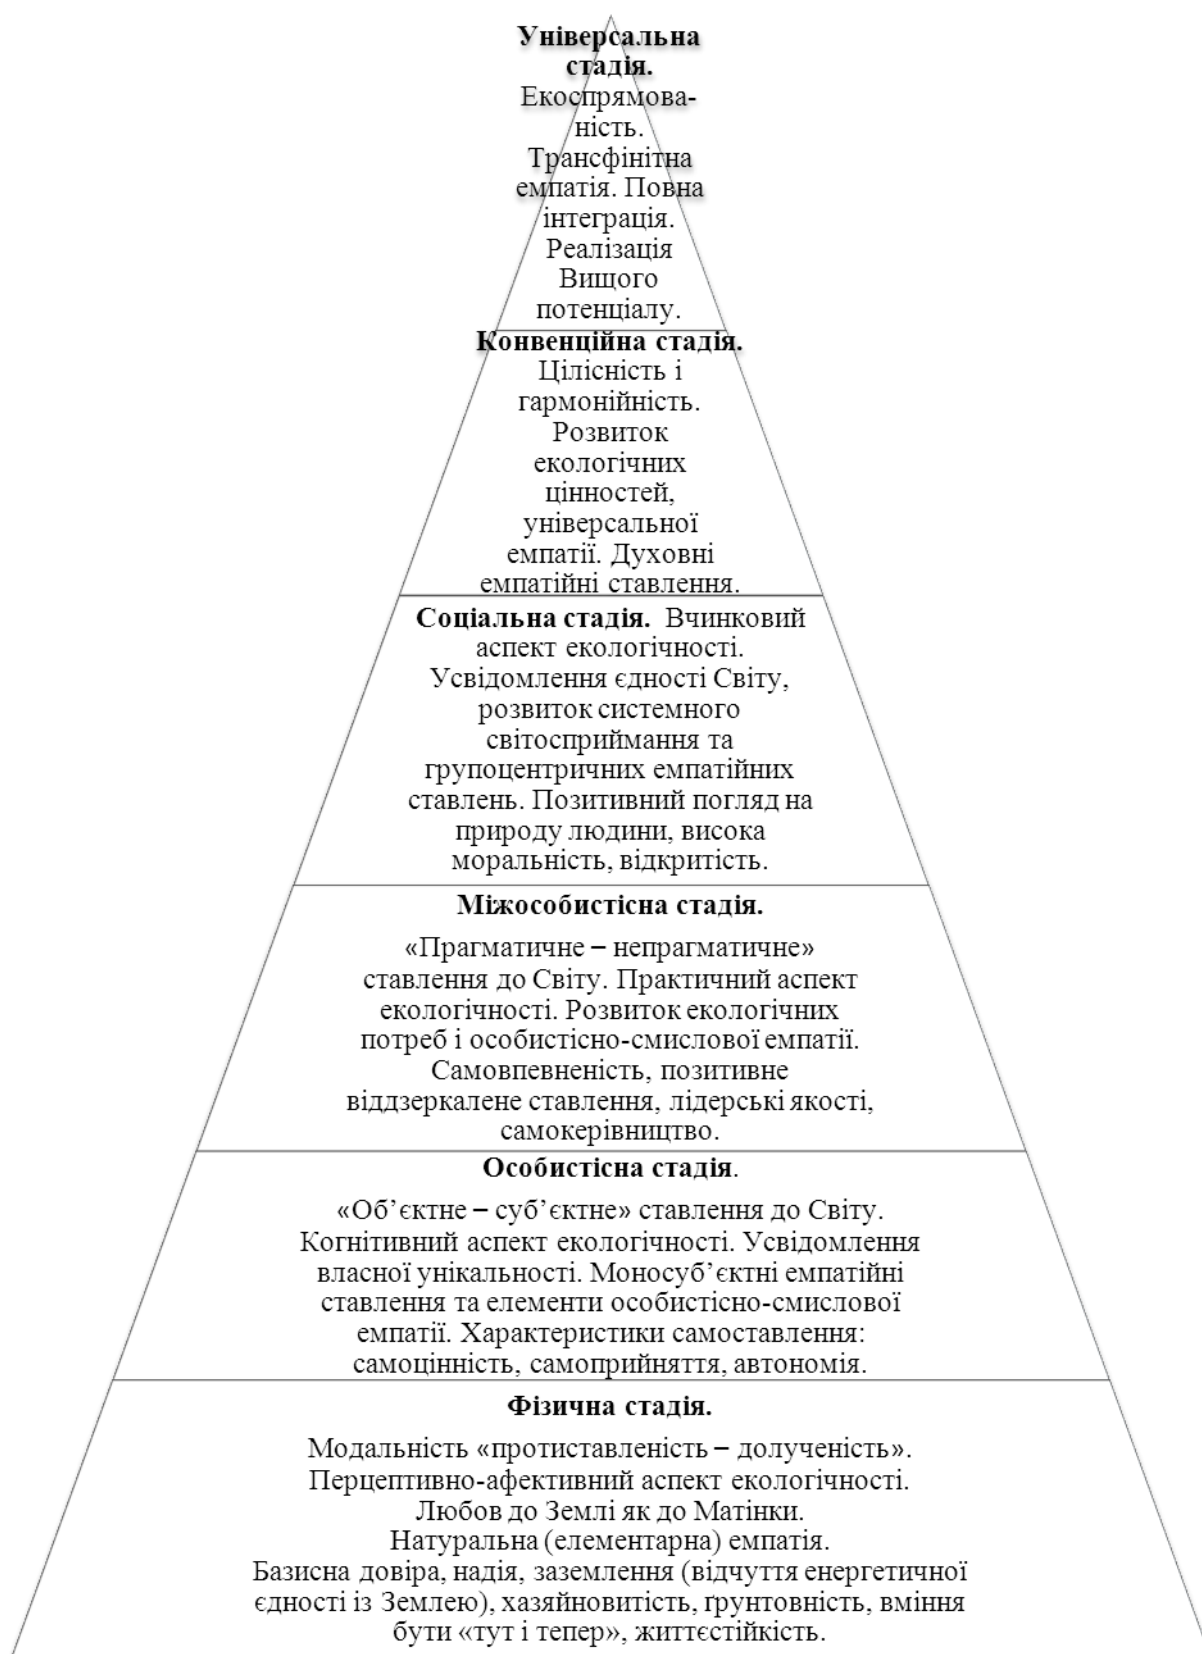 Універсальна
стадія.
Екоспрямова-
ність.
Трансфінітна
емпатія. Повна
інтеграція.
Реалізація
Вищого
потенціалу.
Конвенційна стадія.
Цілісність і
гармонійність.
Розвиток
екологічних
цінностей,
універсальної
емпатії. Духовні
емпатійні ставлення.
Соціальна стадія. Вчинковий
аспект екологічності.
Усвідомлення єдності Світу,
розвиток системного
світосприймання та
групоцентричних емпатійних
ставлень. Позитивний погляд на
природу людини, висока
моральність, відкритість.
Міжособистісна стадія.
«Прагматичне – непрагматичне»
ставлення до Світу. Практичний аспект
екологічності. Розвиток екологічних
потреб і особистісно-смислової емпатії.
Самовпевненість, позитивне
віддзеркалене ставлення, лідерські якості,
самокерівництво.
Особистісна стадія.
«Об’єктне – суб’єктне» ставлення до Світу.
Когнітивний аспект екологічності. Усвідомлення
власної унікальності. Моносуб’єктні емпатійні
ставлення та елементи особистісно-смислової
емпатії. Характеристики самоставлення:
самоцінність, самоприйняття, автономія.
Фізична стадія.
Модальність «протиставленість – долученість».
Перцептивно-афективний аспект екологічності.
Любов до Землі як до Матінки.
Натуральна (елементарна) емпатія.
Базисна довіра, надія, заземлення (відчуття енергетичної
єдності із Землею), хазяйновитість, ґрунтовність, вміння
бути «тут і тепер», життєстійкість.